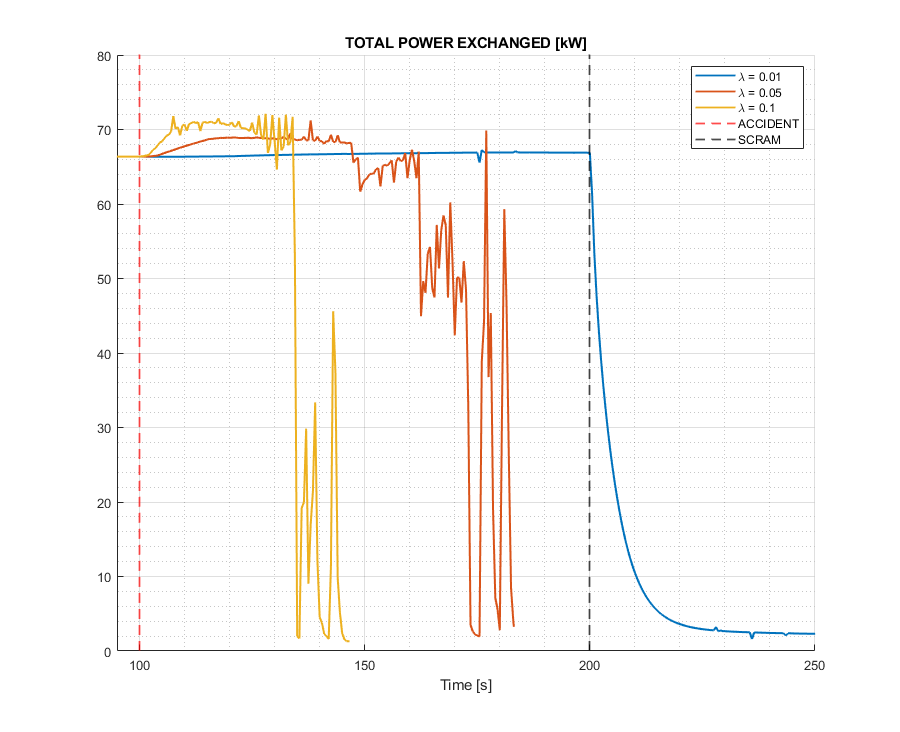 TOTAL POWER EXCHANGED [kW]
80
70
60
50
40
30
20
10
0
100
150
200
250
Time [s]
λ = 0.01
λ = 0.05
λ = 0.1
ACCIDENT
SCRAM